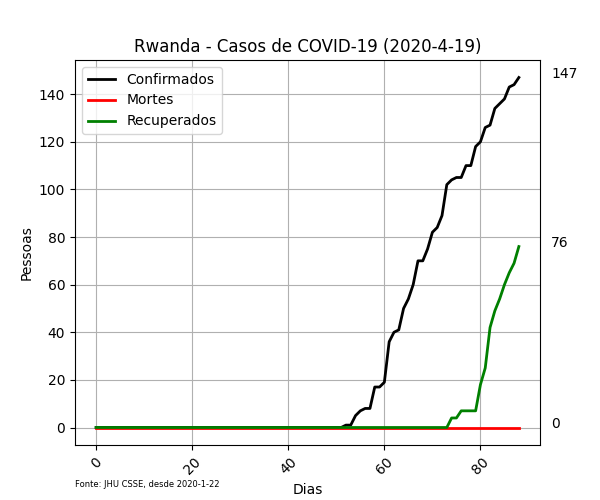 Rwanda - Casos de COVID-19 (2020-4-19)
Confirmados
Mortes
Recuperados
147
76
0
140
120
100
80
60
40
20
0
Pessoas
0
20
40
60
80
Dias
Fonte: JHU CSSE, desde 2020-1-22